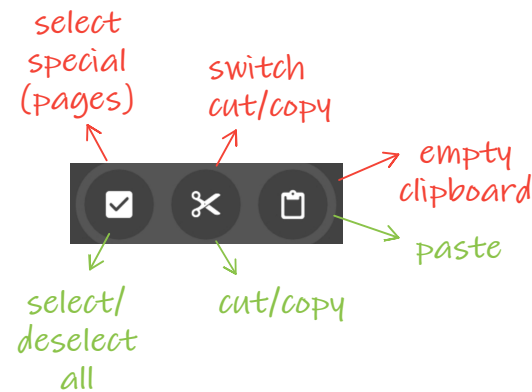 select
special
(pages)
switch
cut/copy
empty
clipboard
select/
deselect
all
cut/copy
paste